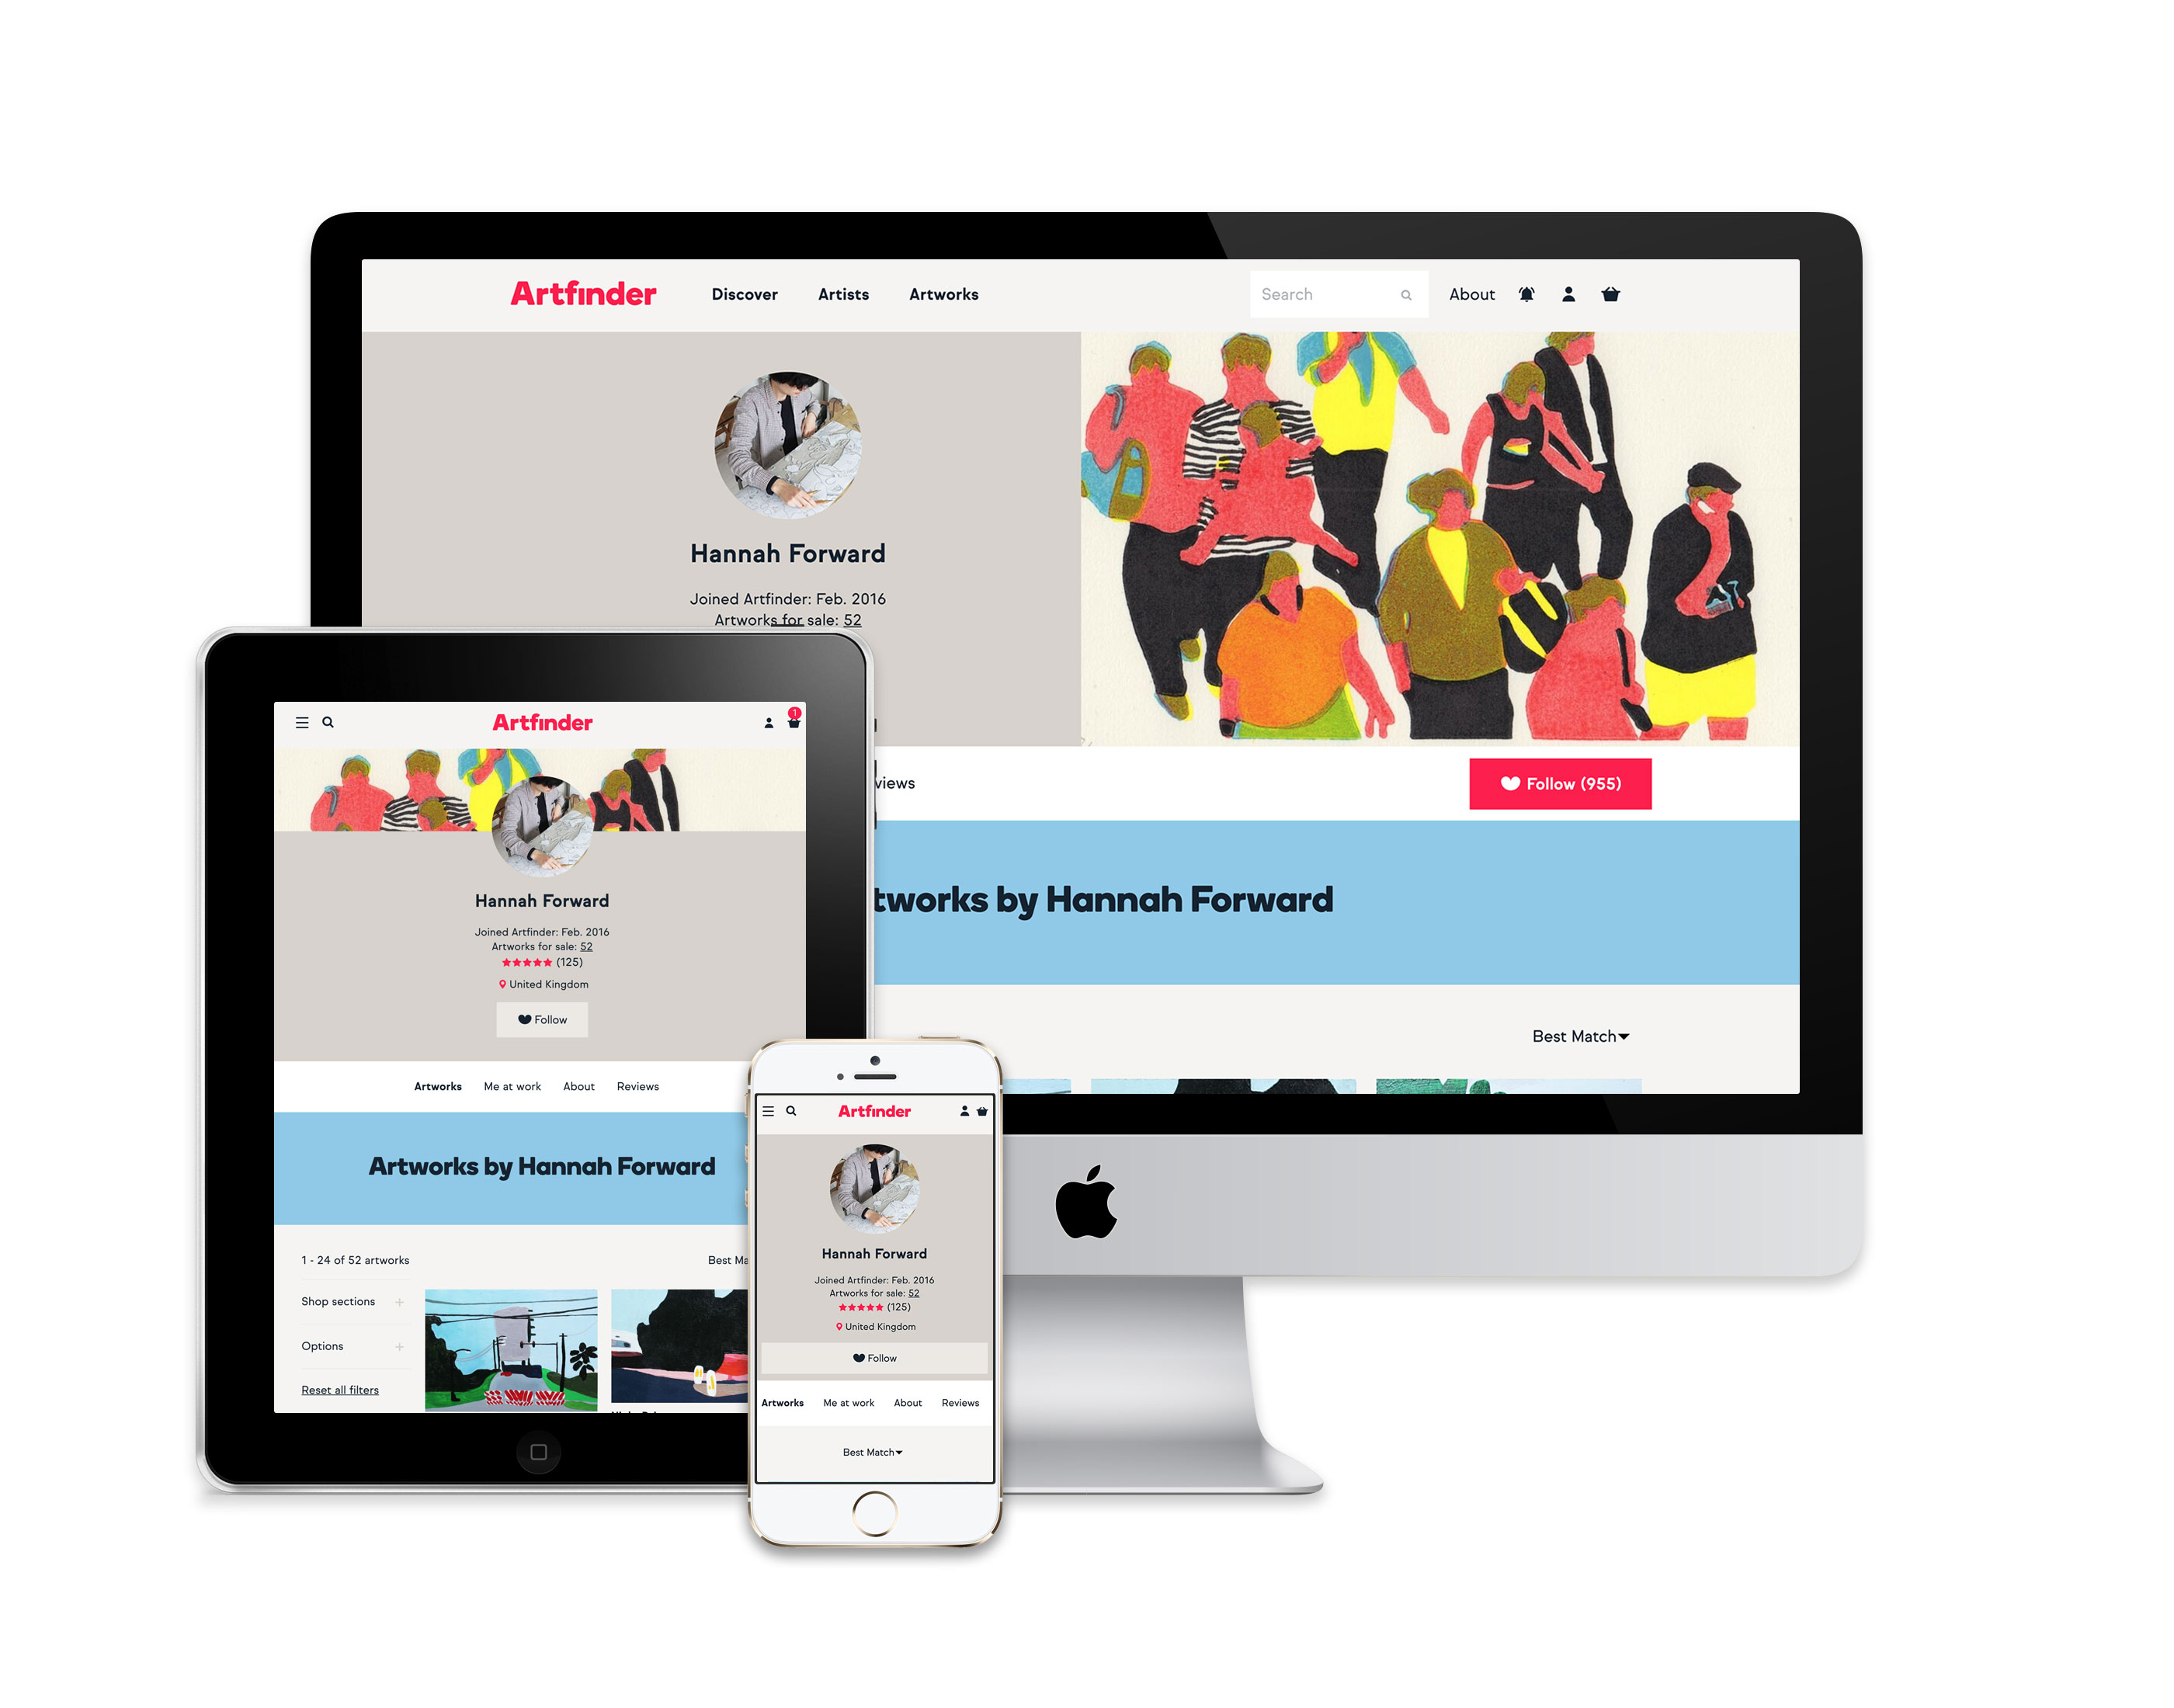 Artfinder Discover Artists Artworks Search About
Hannah Forward
Joined Artfinder: Feb. 2016
Artworks for sale: 52
Follow (955)
by Hannah Forward
Best Match
1
Artfinder
Hannah Forward
Joined Artfinder: Feb. 2016
Artworks for sale: 52
(125)
United Kingdom
Follow
Artworks Me at work About Reviews
Artworks by Hannah Forward
1 - 24 of 52 artworks Best
Shop sections
Options
Reset all filters
Artfinder
Hannah Forward
Joined Artfinder: Feb. 2016
Artworks for sale: 52
(125)
United Kingdom
Follow
Artworks Me at work About Reviews
Best Match